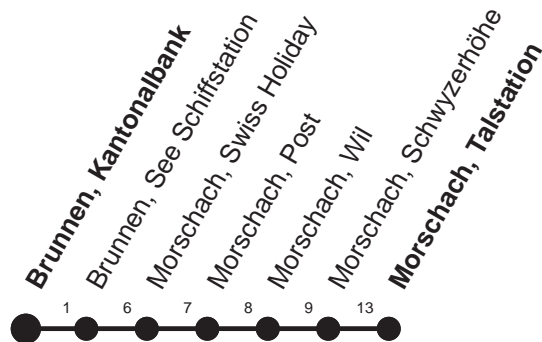 Brunnen, Kantonalbank
Brunnen, See Schiffstation
Morschach, Swiss Holiday
Morschach, Post
Morschach, Wil
Morschach, Schwyzerhöhe
Morschach, Talstation
1 6 7 8 9 13